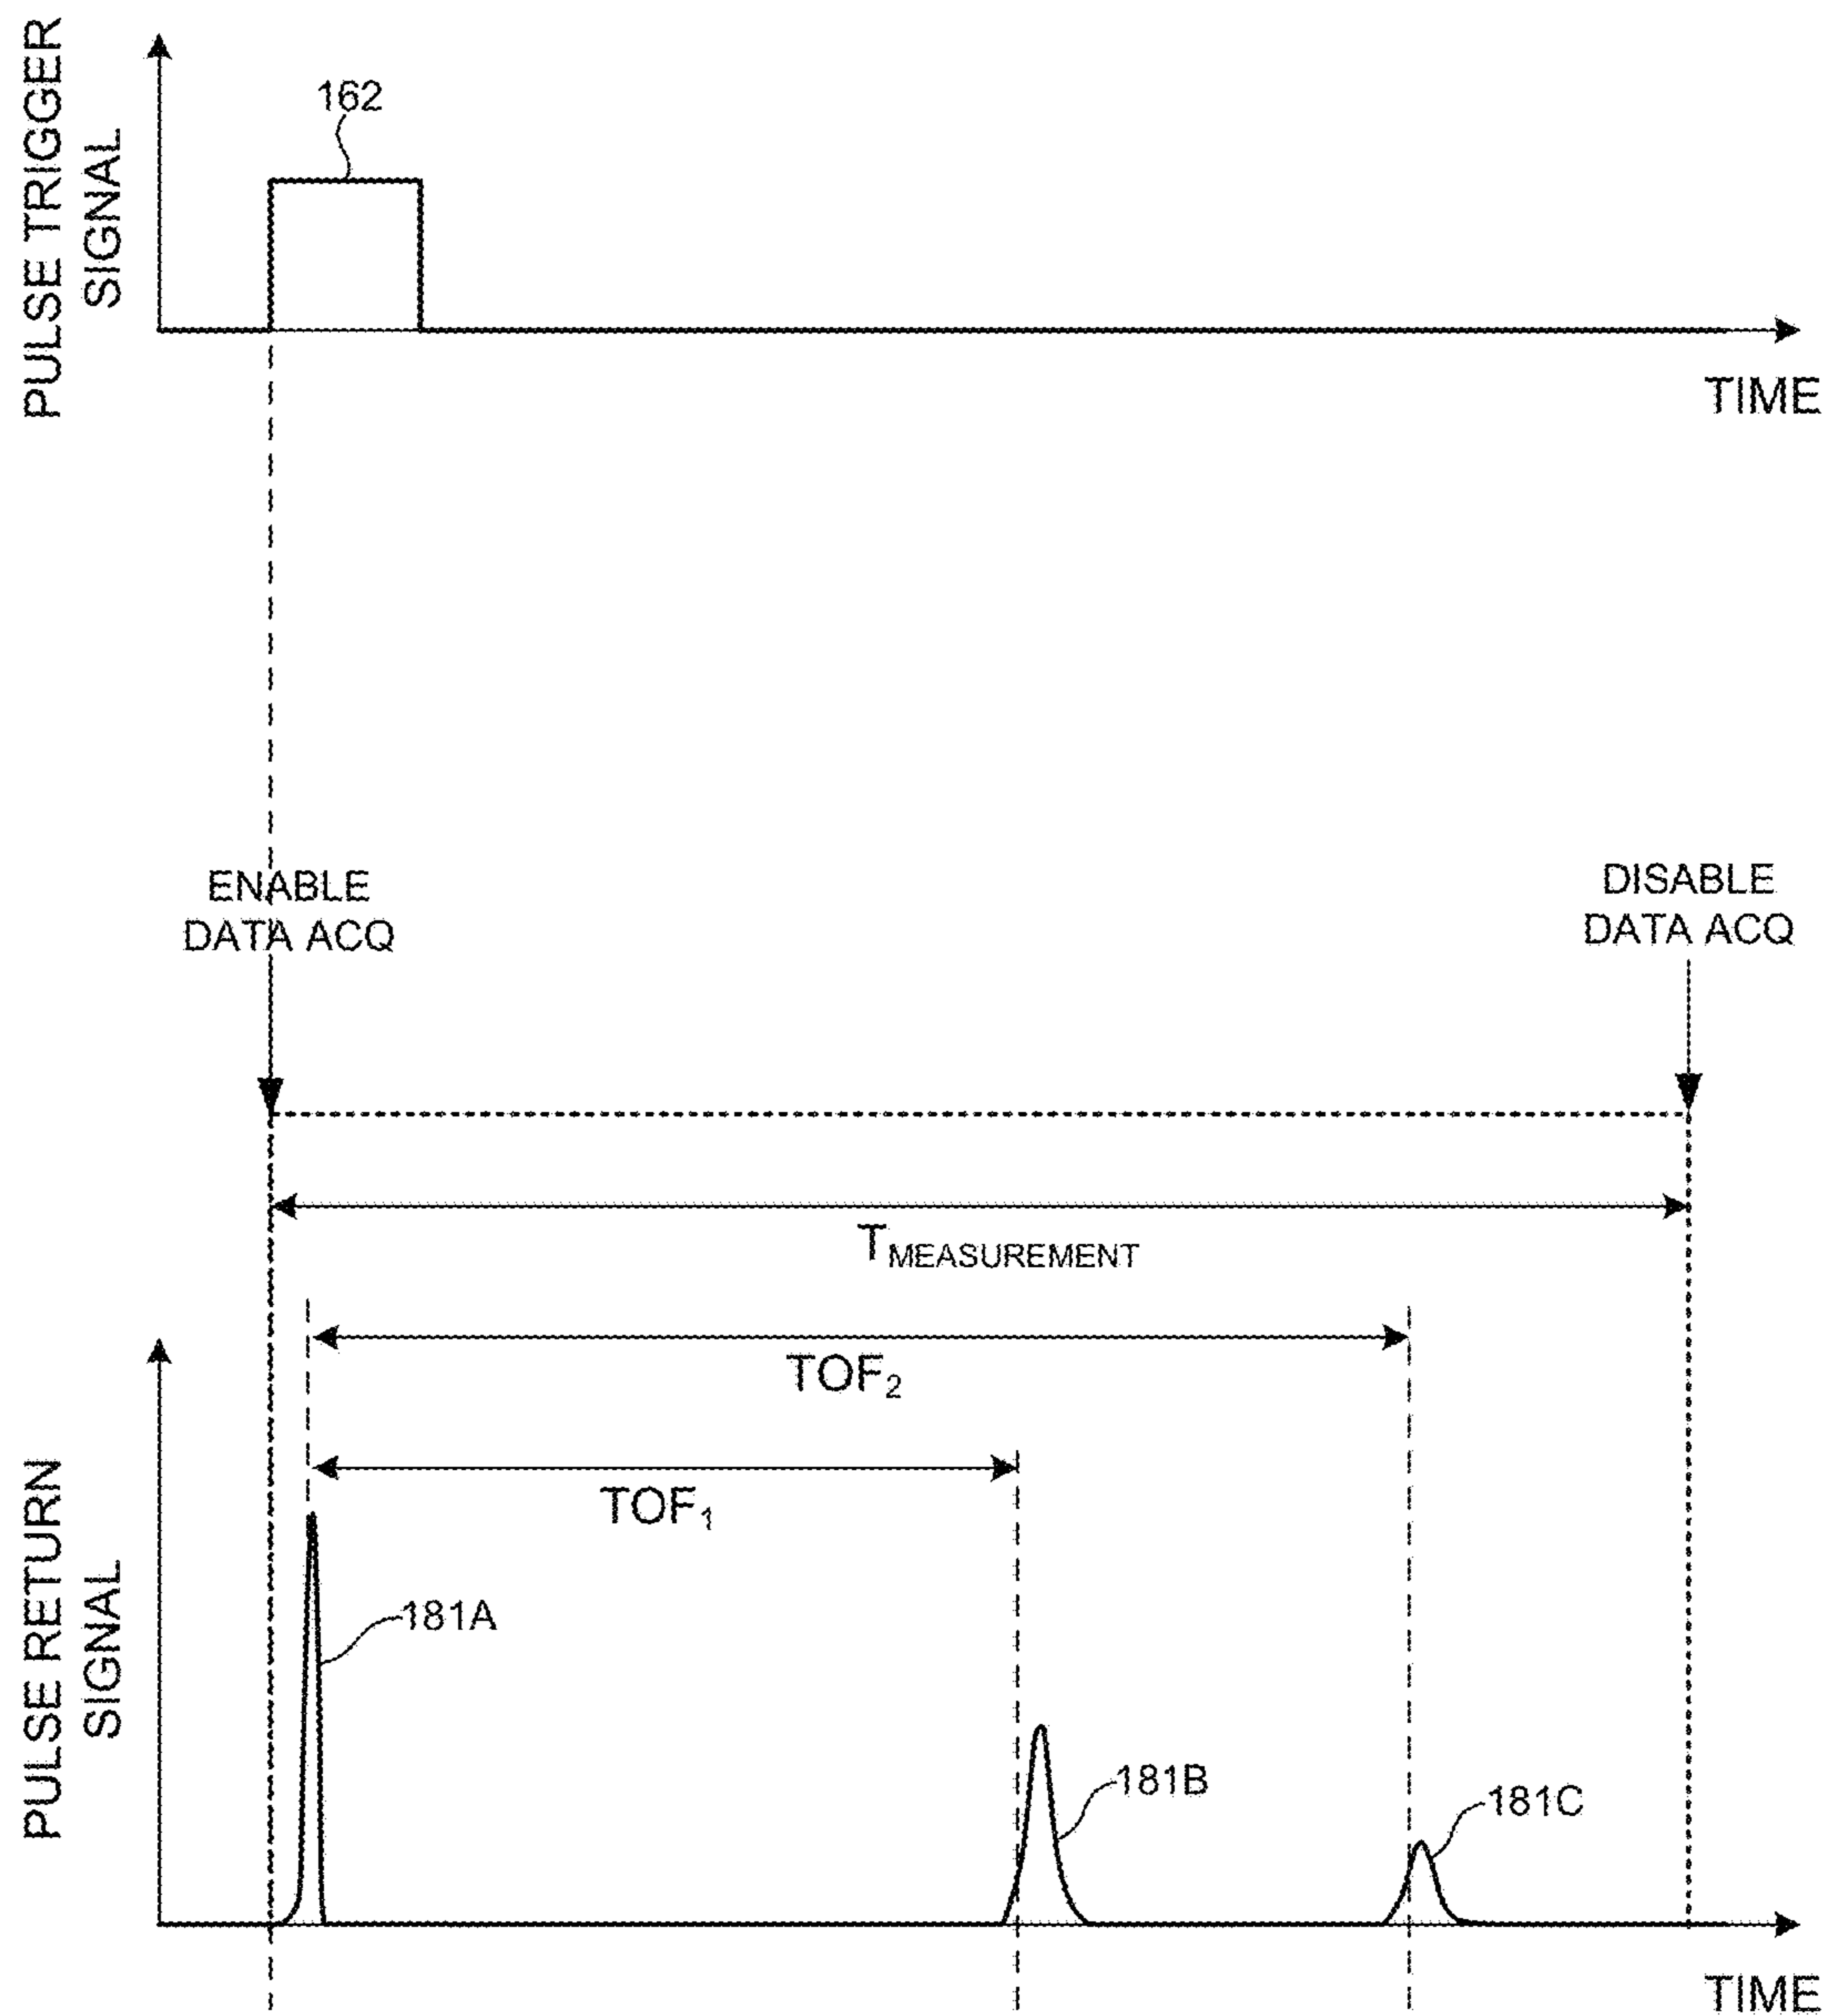 PULSE TRIGGER
SIGNAL
162
TIME
ENABLE
DATA ACQ
DISABLE
DATA ACQ
T_MEASUREMENT
TOF₂
TOF₁
PULSE RETURN
SIGNAL
181A
181B
181C
TIME